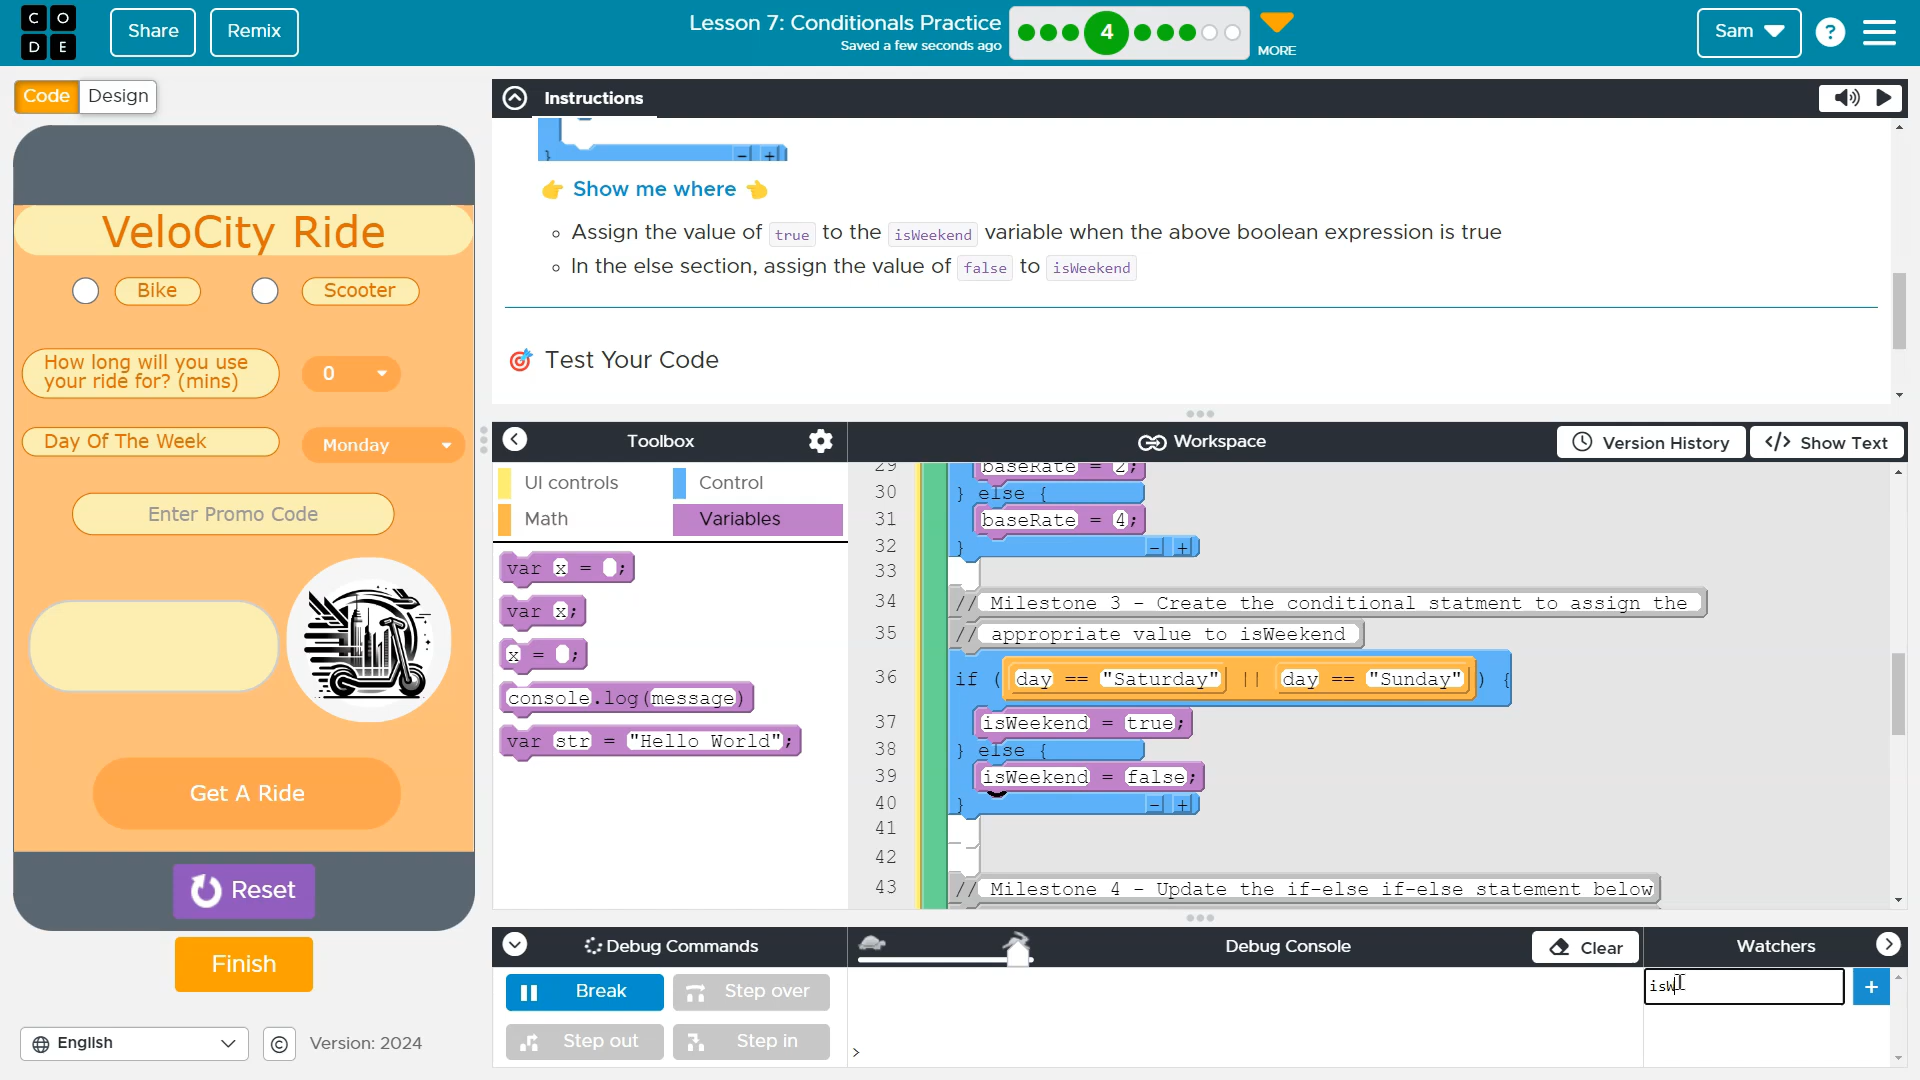 CO
DE
Share
Remix
Lesson 7: Conditionals Practice
Saved a few seconds ago
4
MORE
Sam
?
Code
Design
VeloCity Ride
Bike
Scooter
How long will you use
your ride for? (mins)
0
Day Of The Week
Monday
Enter Promo Code
Get A Ride
Reset
Finish
English
©
Version: 2024
Instructions
}
- +
👉 Show me where 👈
Assign the value of true to the isWeekend variable when the above boolean expression is true
In the else section, assign the value of false to isWeekend
🎯 Test Your Code
Toolbox
UI controls
Control
Math
Variables
var x = ;
var x;
x = ;
console.log(message)
var str = "Hello World";
Workspace
Version History
</> Show Text
29 baseRate = 2;
30 } else {
31 baseRate = 4;
32 } - +
33
34 // Milestone 3 - Create the conditional statment to assign the
35 // appropriate value to isWeekend
36 if ( day == "Saturday" || day == "Sunday" ) {
37 isWeekend = true;
38 } else {
39 isWeekend = false;
40 } - +
41
42
43 // Milestone 4 - Update the if-else if-else statement below
Debug Commands
Break
Step over
Step out
Step in
Debug Console
Clear
>
Watchers
isW
+